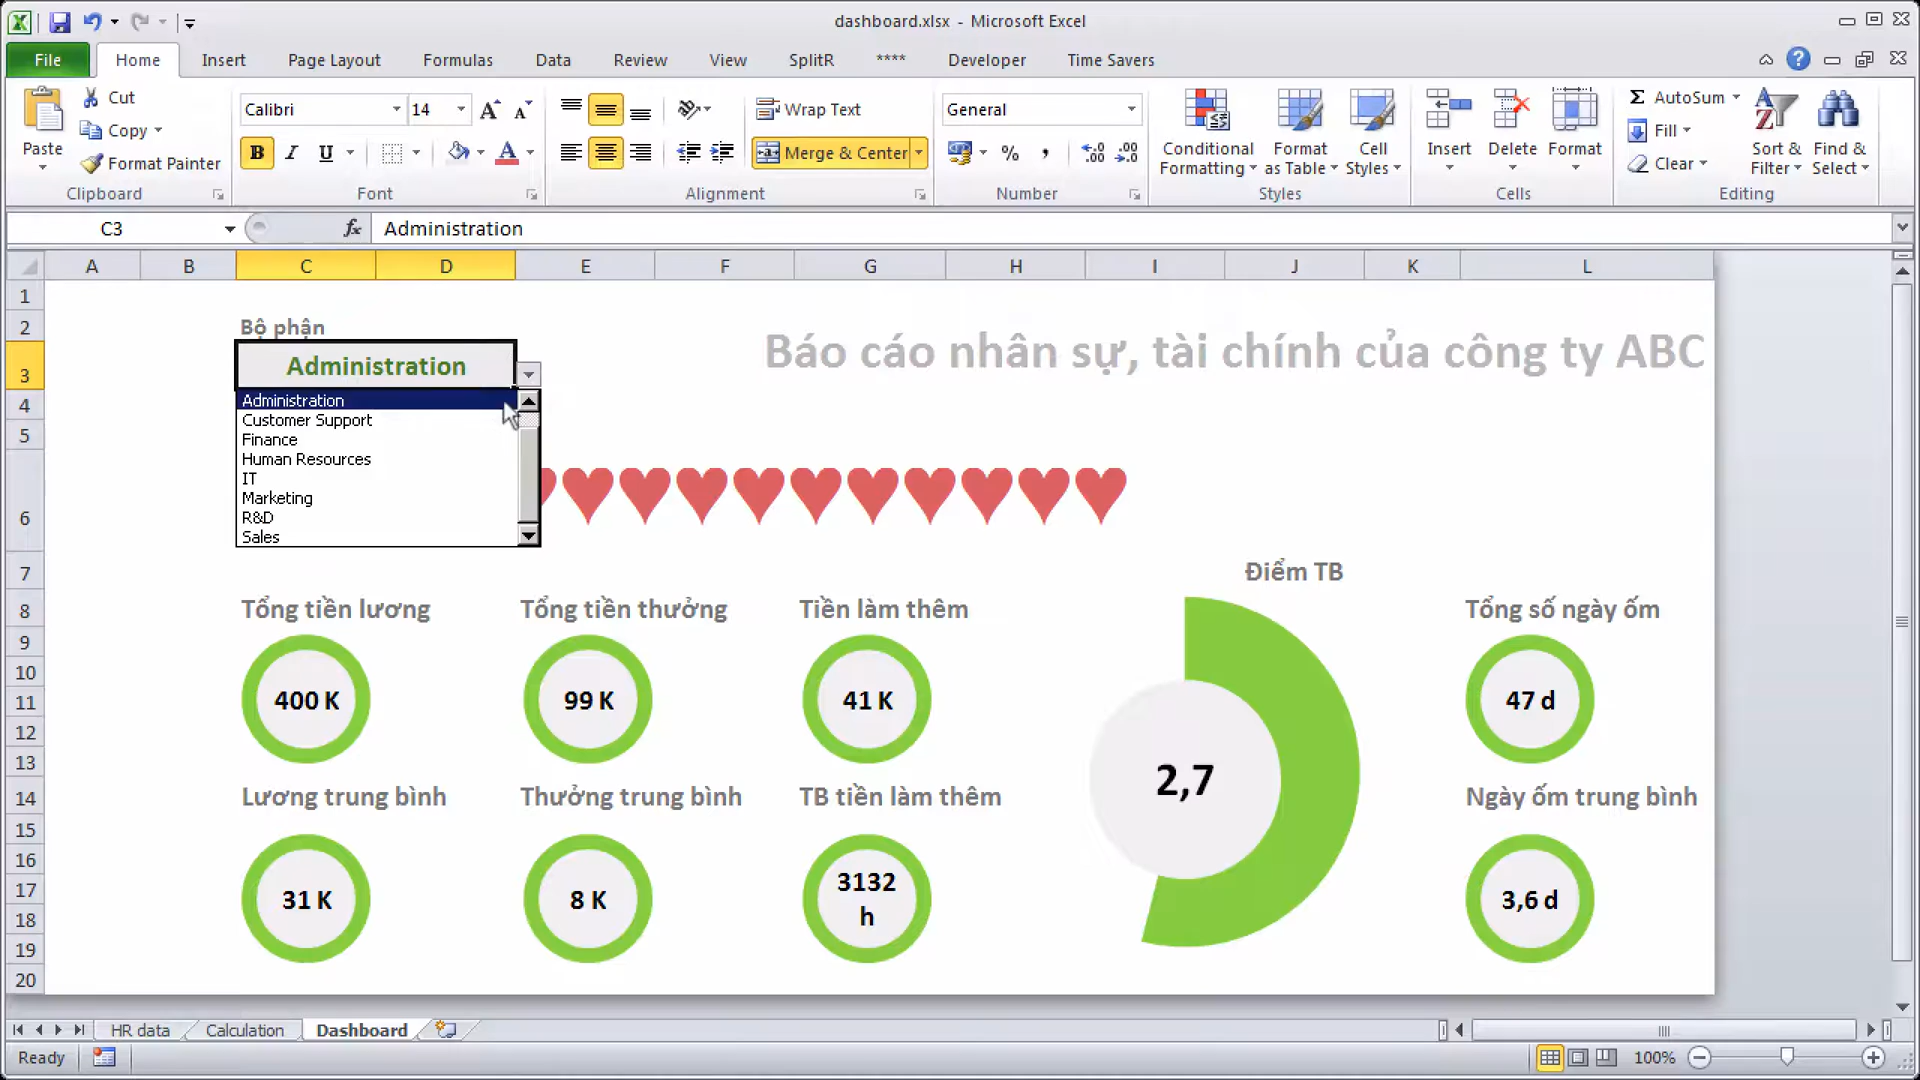 dashboard.xlsx - Microsoft Excel
File Home Insert Page Layout Formulas Data Review View SplitR **** Developer Time Savers
Paste
Cut
Copy
Format Painter
Clipboard
Calibri 14
B I U A
Font
Wrap Text
Merge & Center
Alignment
General
%
Number
Conditional Formatting
Format as Table
Cell Styles
Styles
Insert Delete Format
Cells
Σ AutoSum
Fill
Clear
Sort & Filter
Find & Select
Editing
C3 fx Administration
A B C D E F G H I J K L
1
2
3
4
5
6
7
8
9
10
11
12
13
14
15
16
17
18
19
20
Bộ phận
Administration
Báo cáo nhân sự, tài chính của công ty ABC
Administration
Customer Support
Finance
Human Resources
IT
Marketing
R&D
Sales
♥♥♥♥♥♥♥♥♥♥
Điểm TB
Tổng tiền lương Tổng tiền thưởng Tiền làm thêm Tổng số ngày ốm
400 K 99 K 41 K 47 d
2,7
Lương trung bình Thưởng trung bình TB tiền làm thêm Ngày ốm trung bình
31 K 8 K 3132 h 3,6 d
HR data Calculation Dashboard
Ready 100%